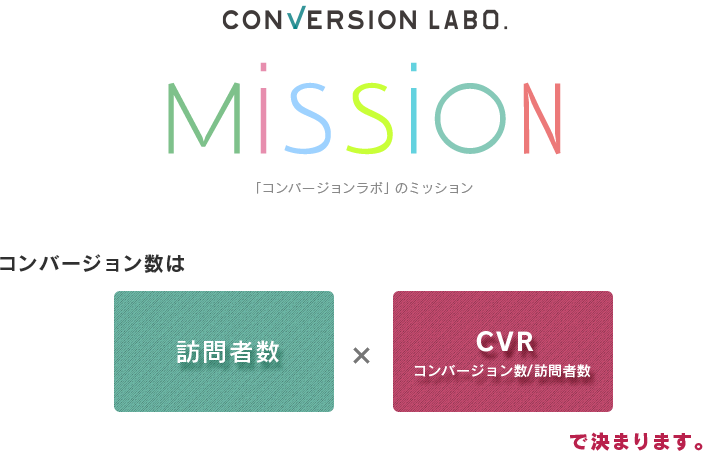 CONVERSION LABO.
MiSSiON
「コンバージョンラボ」のミッション
コンバージョン数は
訪問者数
×
CVR
コンバージョン数/訪問者数
で決まります。